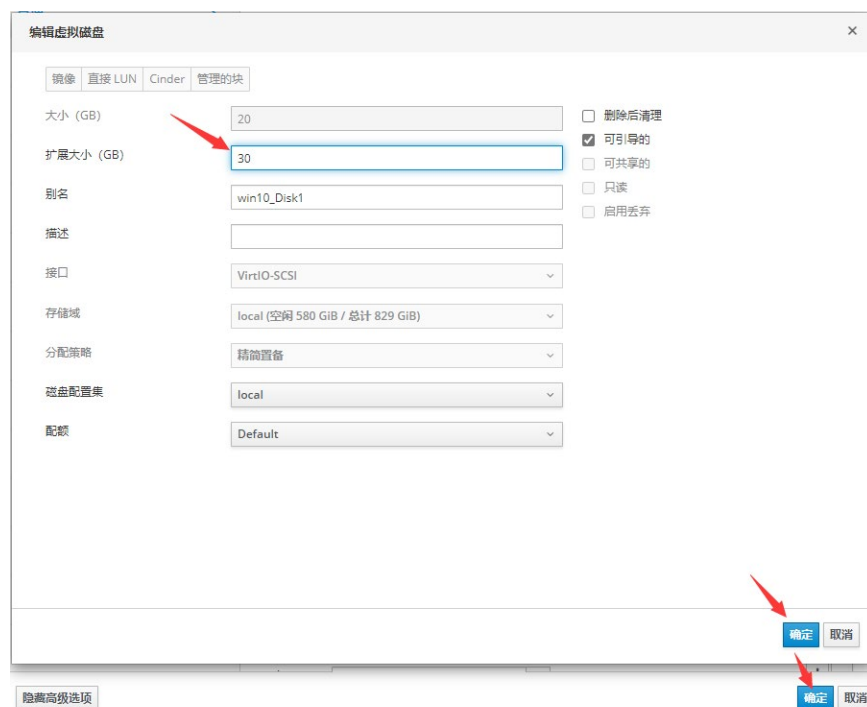 编辑虚拟磁盘 ×
镜像 直接 LUN Cinder 管理的块
大小（GB） 20 删除后清理
扩展大小（GB） 30 可引导的
可共享的
别名 win10_Disk1 只读
启用丢弃
描述
接口 VirtIO-SCSI
存储域 local (空闲 580 GiB / 总计 829 GiB)
分配策略 精简置备
磁盘配置集 local
配额 Default
确定 取消
隐藏高级选项 确定 取消